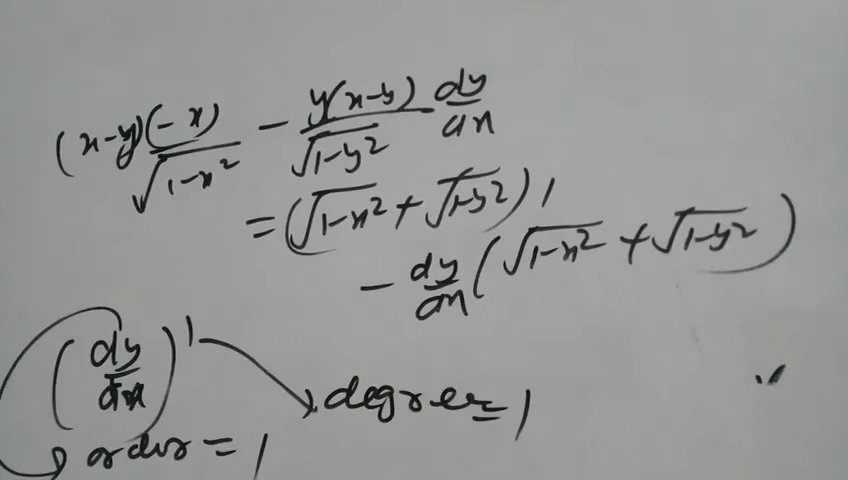 (x-y)(-x)/√1-x² - y(x-y)/√1-y² dy/dx
= (√1-x² + √1-y²) 1
- dy/dx (√1-x² + √1-y²)
(dy/dx)¹ → degree = 1
→ order = 1